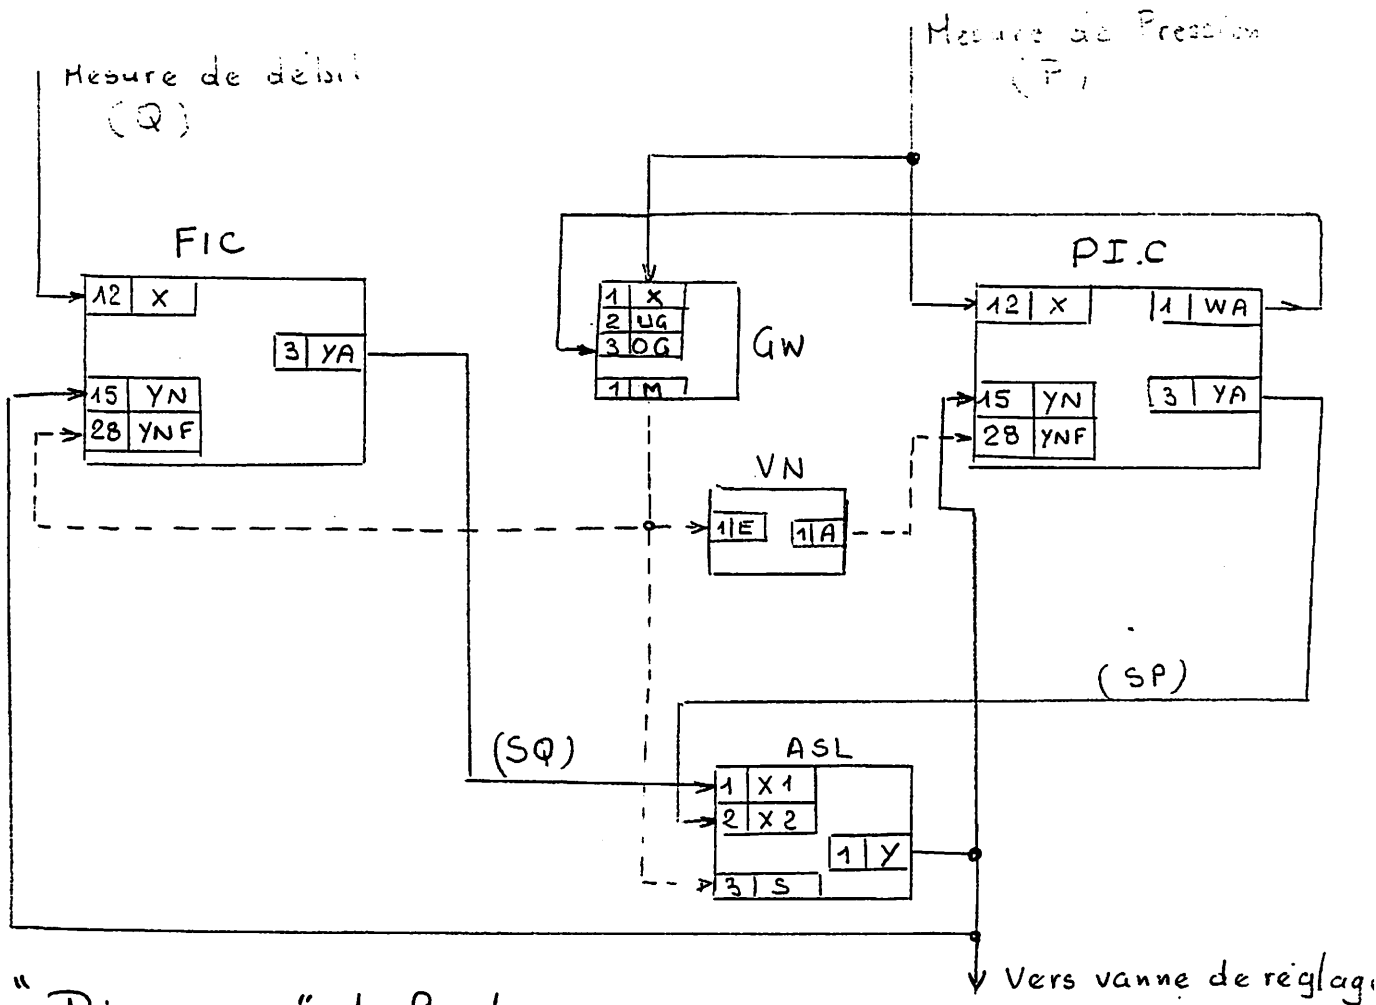 Mesure de Pression
(P)
Mesure de débit
(Q)
FIC
PI.C
12 X
3 YA
15 YN
28 YNF
1 X
2 UG
3 OG
1 M
GW
12 X
1 WA
15 YN
3 YA
28 YNF
VN
1 E
1 A
(SP)
(SQ)
ASL
1 X1
2 X2
1 Y
3 S
Vers vanne de réglage